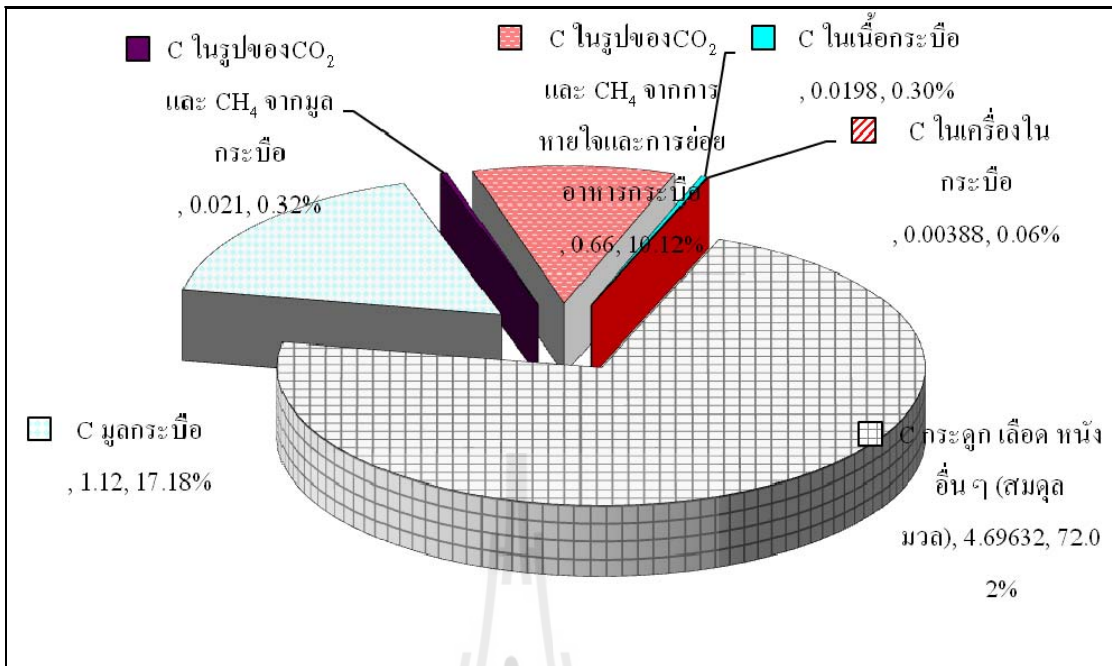 C ในรูปของCO₂
และ CH₄ จากมูล
กระบือ
, 0.021, 0.32%
C ในรูปของCO₂
และ CH₄ จากการ
หายใจและการย่อย
อาหารกระบือ
, 0.66, 10.12%
C ในเนื้อกระบือ
, 0.0198, 0.30%
C ในเครื่องใน
กระบือ
, 0.00388, 0.06%
C มูลกระบือ
, 1.12, 17.18%
C กระดูก เลือด หนัง
อื่น ๆ (สมดุล
มวล), 4.69632, 72.0
2%